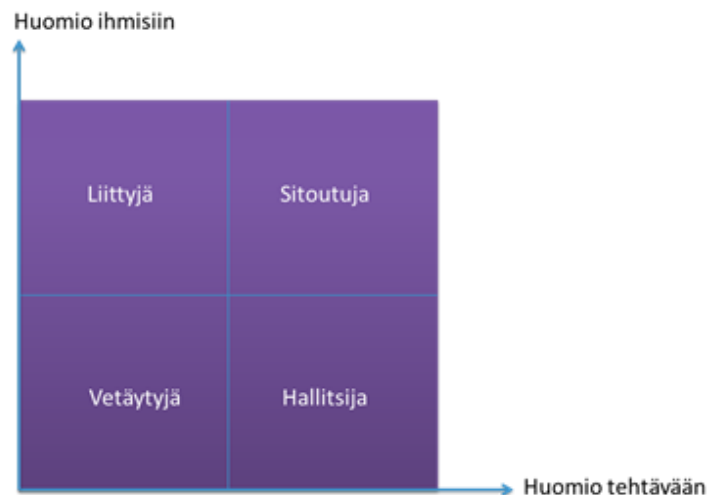 Huomio ihmisiin
Liittyjä
Sitoutuja
Vetäytyjä
Hallitsija
Huomio tehtävään